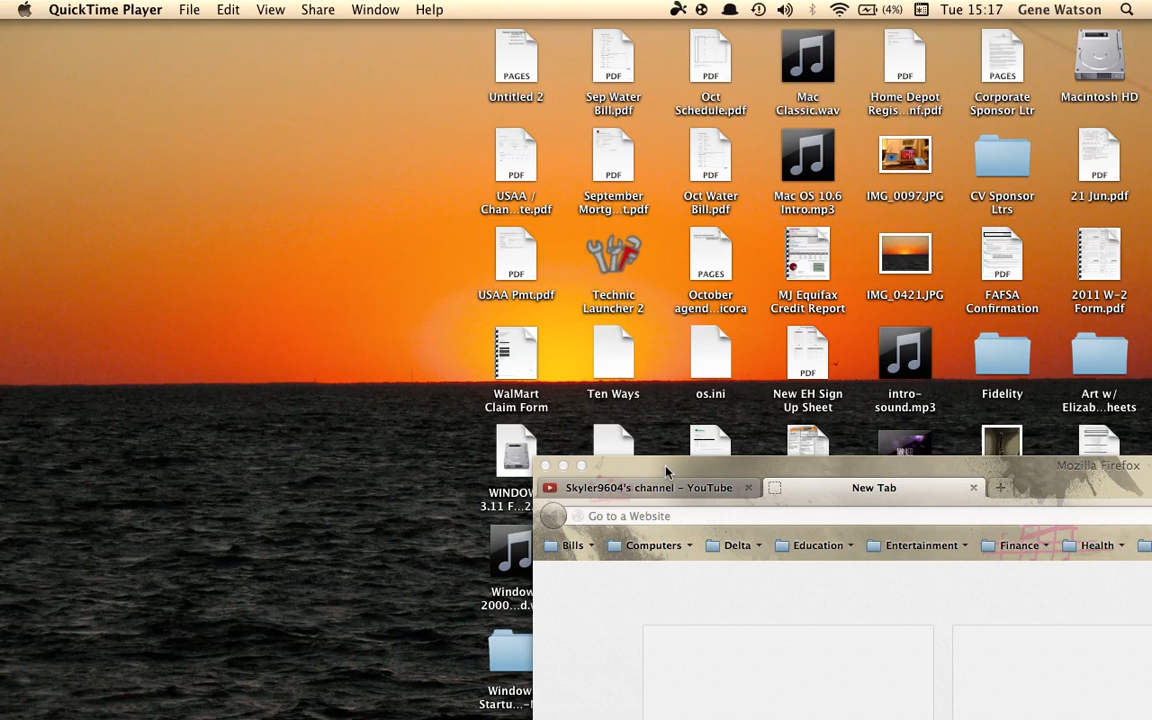 QuickTime Player File Edit View Share Window Help (4%) Tue 15:17 Gene Watson
PAGES PDF PDF PDF PAGES
Untitled 2 Sep Water Oct Mac Home Depot Corporate Macintosh HD
Bill.pdf Schedule.pdf Classic.wav Regis...nf.pdf Sponsor Ltr
PDF PDF PDF PDF
USAA / September Oct Water Mac OS 10.6 IMG_0097.JPG CV Sponsor 21 Jun.pdf
Chan...te.pdf Mortg...t.pdf Bill.pdf Intro.mp3 Ltrs
PDF PAGES PDF
USAA Pmt.pdf Technic October MJ Equifax IMG_0421.JPG FAFSA 2011 W-2
Launcher 2 agend...icora Credit Report Confirmation Form.pdf
PDF
WalMart Ten Ways os.ini New EH Sign intro- Fidelity Art w/
Claim Form Up Sheet sound.mp3 Elizab...heets
Mozilla Firefox
Skyler9604's channel – YouTube New Tab
WINDOW
3.11 F...2
Go to a Website
Bills Computers Delta Education Entertainment Finance Health
Window
2000...d.w
Window
Startu...-